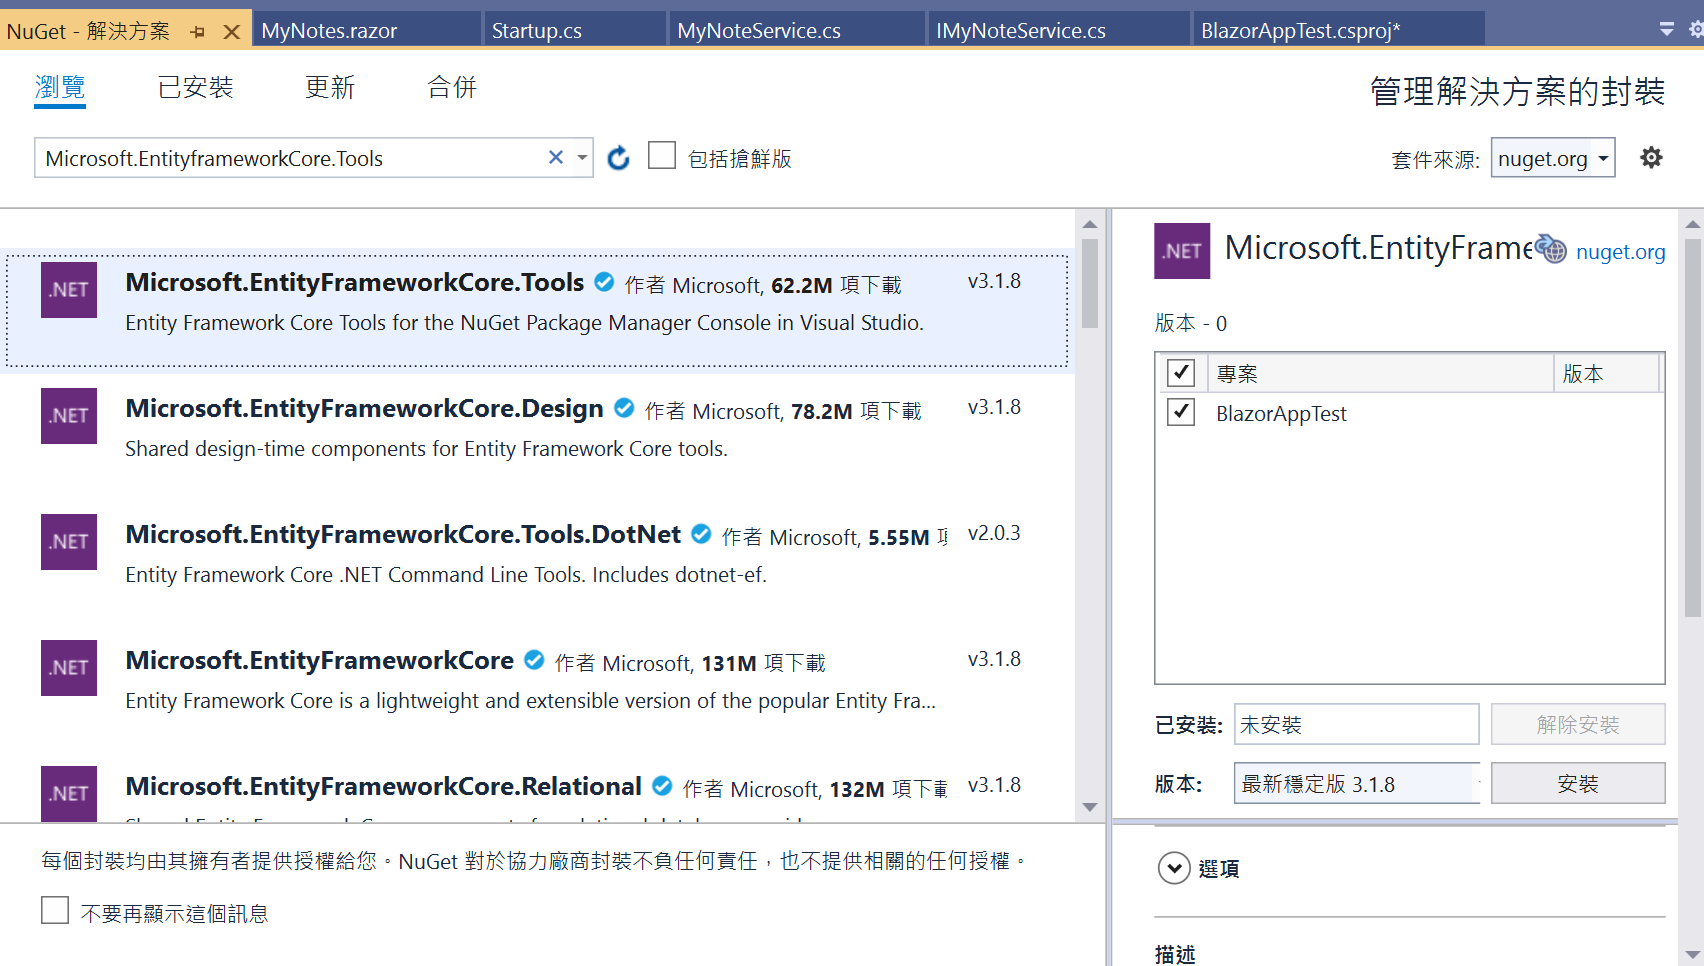 NuGet - 解決方案
MyNotes.razor
Startup.cs
MyNoteService.cs
IMyNoteService.cs
BlazorAppTest.csproj*
瀏覽
已安裝
更新
合併
管理解決方案的封裝
Microsoft.EntityframeworkCore.Tools
包括搶鮮版
套件來源:
nuget.org
.NET
Microsoft.EntityFrameworkCore.Tools 作者 Microsoft, 62.2M 項下載
v3.1.8
Entity Framework Core Tools for the NuGet Package Manager Console in Visual Studio.
.NET
Microsoft.EntityFrameworkCore.Design 作者 Microsoft, 78.2M 項下載
v3.1.8
Shared design-time components for Entity Framework Core tools.
.NET
Microsoft.EntityFrameworkCore.Tools.DotNet 作者 Microsoft, 5.55M
v2.0.3
Entity Framework Core .NET Command Line Tools. Includes dotnet-ef.
.NET
Microsoft.EntityFrameworkCore 作者 Microsoft, 131M 項下載
v3.1.8
Entity Framework Core is a lightweight and extensible version of the popular Entity Fra...
.NET
Microsoft.EntityFrameworkCore.Relational 作者 Microsoft, 132M 項下載
v3.1.8
每個封裝均由其擁有者提供授權給您。NuGet 對於協力廠商封裝不負任何責任，也不提供相關的任何授權。
不要再顯示這個訊息
.NET
Microsoft.EntityFrame
nuget.org
版本 - 0
專案
版本
BlazorAppTest
已安裝:
未安裝
解除安裝
版本:
最新穩定版 3.1.8
安裝
選項
描述